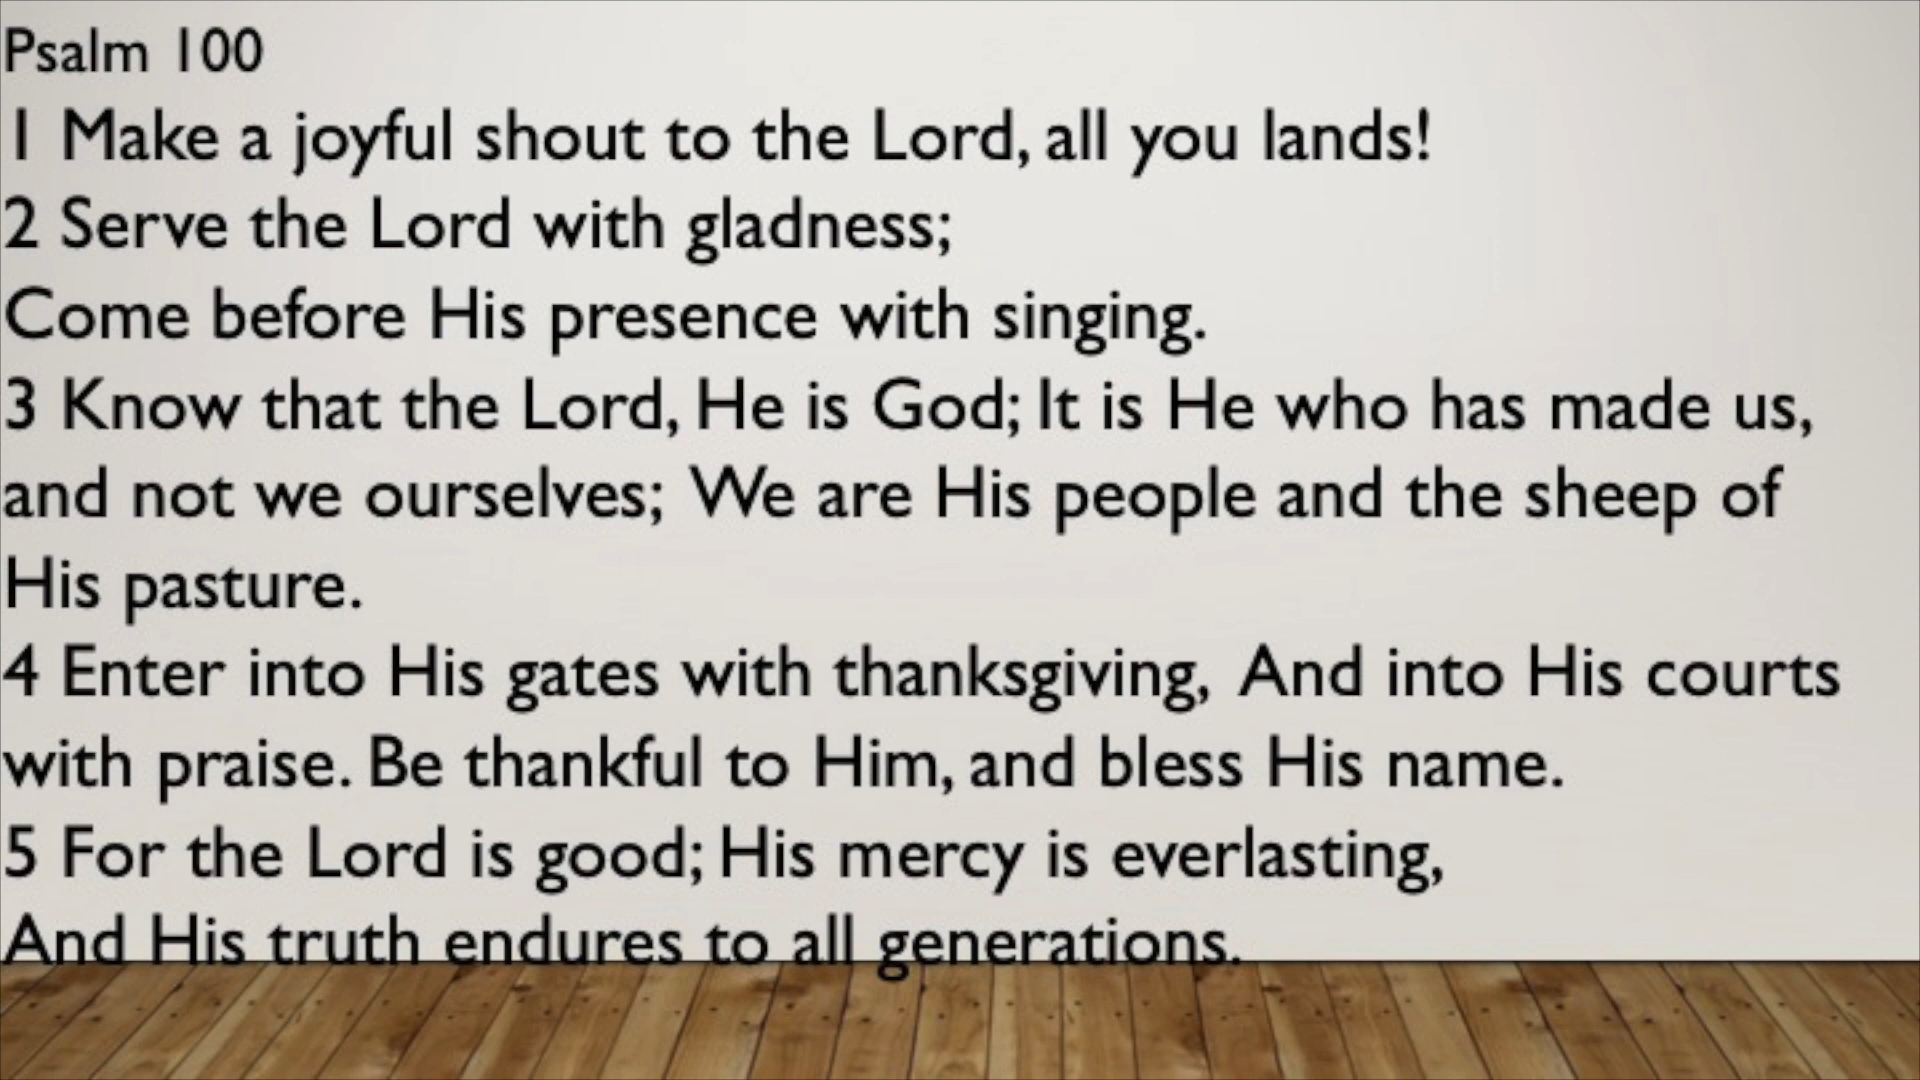 Psalm 100
1 Make a joyful shout to the Lord, all you lands!
2 Serve the Lord with gladness;
Come before His presence with singing.
3 Know that the Lord, He is God; It is He who has made us,
and not we ourselves; We are His people and the sheep of
His pasture.
4 Enter into His gates with thanksgiving, And into His courts
with praise. Be thankful to Him, and bless His name.
5 For the Lord is good; His mercy is everlasting,
And His truth endures to all generations.